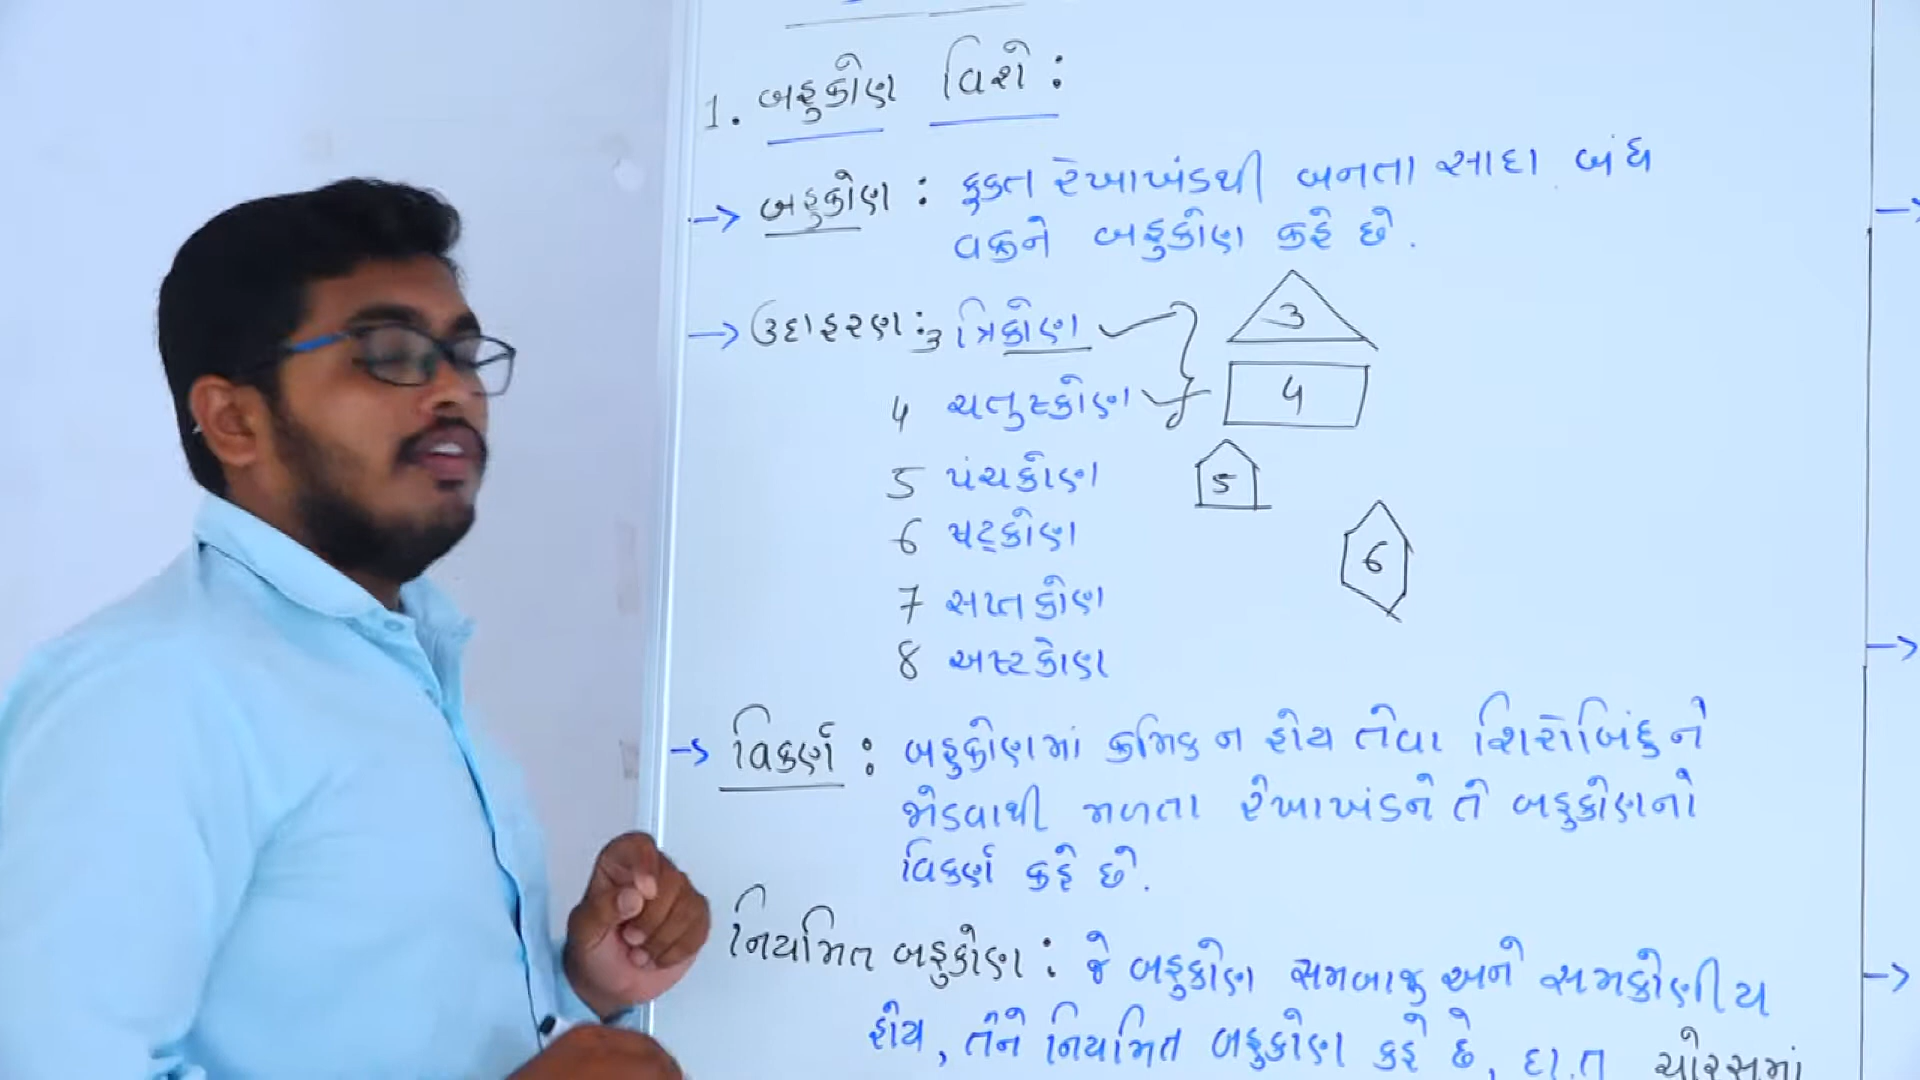 1. બહુકોણ વિશે :
→ બહુકોણ : ફક્ત રેખાખંડથી બનતા સાદા બંધ
વક્રને બહુકોણ કહે છે.
→ ઉદાહરણ : 3 ત્રિકોણ 3
4 ચતુષ્કોણ 4
5 પંચકોણ 5
6 ષટ્કોણ 6
7 સપ્તકોણ
8 અષ્ટકોણ
→ વિકર્ણ : બહુકોણમાં ક્રમિક ન હોય તેવા શિરોબિંદુને
જોડવાથી મળતા રેખાખંડને તે બહુકોણનો
વિકર્ણ કહે છે.
નિયમિત બહુકોણ : જે બહુકોણ સમબાજુ અને સમકોણીય
હોય, તેને નિયમિત બહુકોણ કહે છે, દા.ત ચોરસમાં